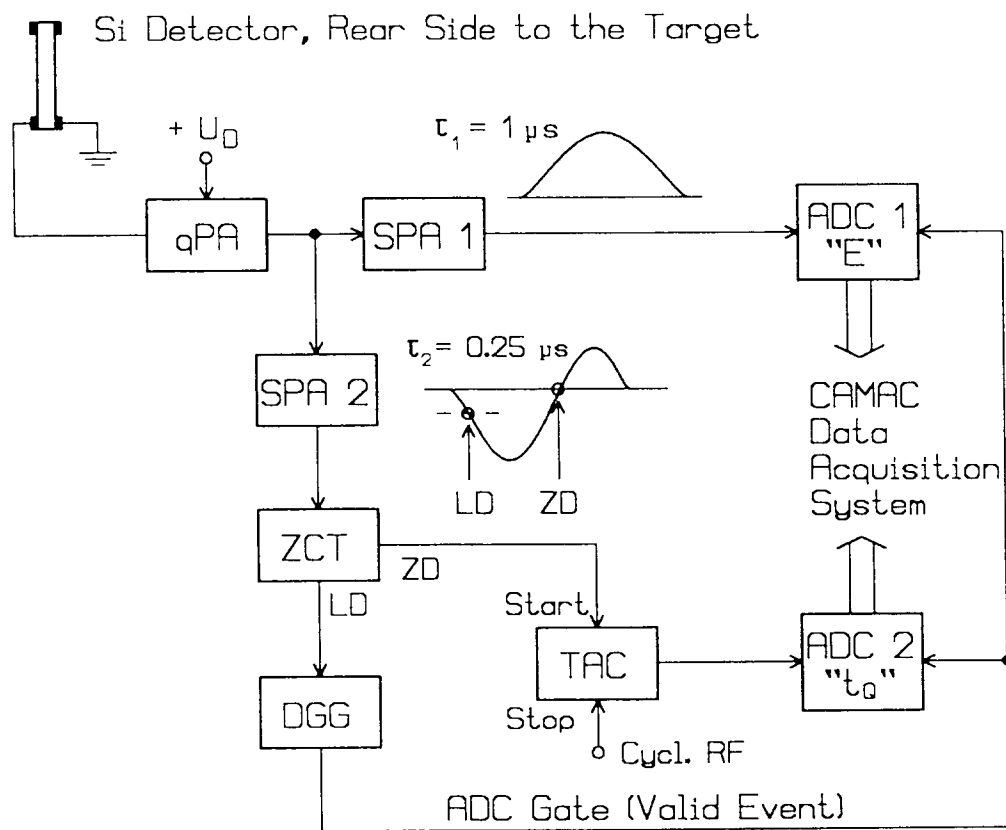 Si Detector, Rear Side to the Target
+ U_D
τ₁ = 1 μs
qPA
SPA 1
ADC 1
"E"
τ₂ = 0.25 μs
SPA 2
CAMAC
Data
Acquisition
System
LD
ZD
ZCT
ZD
LD
Start
TAC
ADC 2
"t_Q"
DGG
Stop
Cycl. RF
ADC Gate (Valid Event)